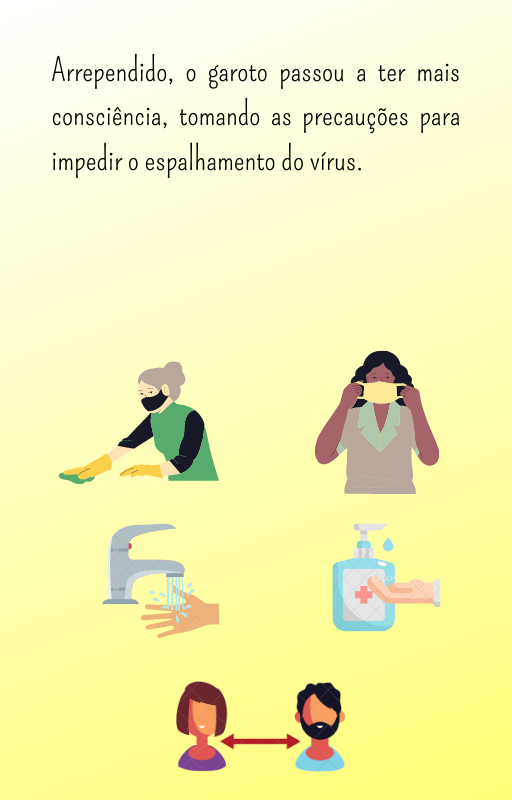 Arrependido, o garoto passou a ter mais
consciência, tomando as precauções para
impedir o espalhamento do vírus.